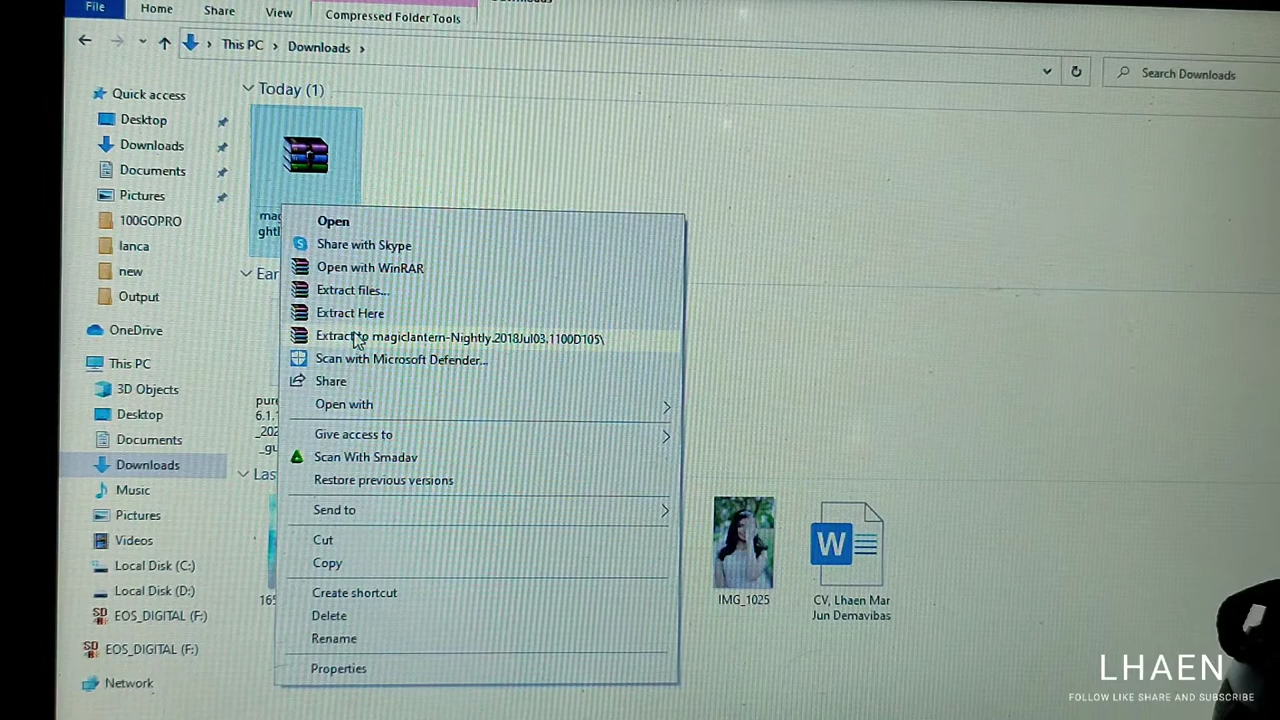 File
Home
Share
View
Compressed Folder Tools
This PC
Downloads
Search Downloads
Quick access
Desktop
Downloads
Documents
Pictures
100GOPRO
lanca
new
Output
OneDrive
This PC
3D Objects
Desktop
Documents
Downloads
Music
Pictures
Videos
Local Disk (C:)
Local Disk (D:)
EOS_DIGITAL (F:)
EOS_DIGITAL (F:)
Network
Today (1)
Open
Share with Skype
Open with WinRAR
Extract files...
Extract Here
Extract to magiclantern-Nightly.2018Jul03.1100D105\
Scan with Microsoft Defender...
Share
Open with
Give access to
Scan With Smadav
Restore previous versions
Send to
Cut
Copy
Create shortcut
Delete
Rename
Properties
IMG_1025
W
CV, Lhaen Mar
Jun Demavibas
LHAEN
FOLLOW LIKE SHARE AND SUBSCRIBE